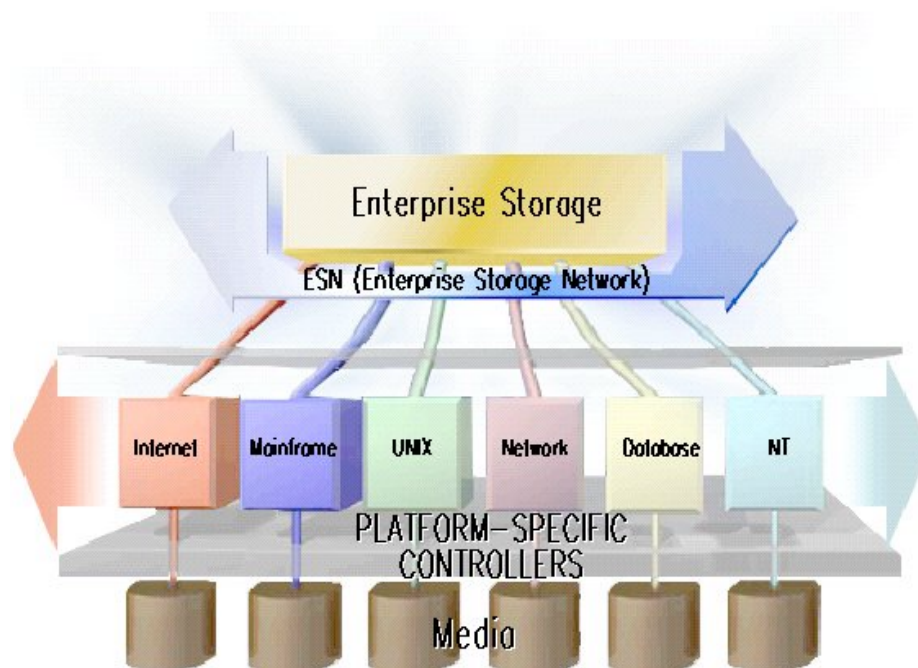 Enterprise Storage
ESN (Enterprise Storage Network)
Internet
Mainframe
UNIX
Network
Database
NT
PLATFORM-SPECIFIC
CONTROLLERS
Media